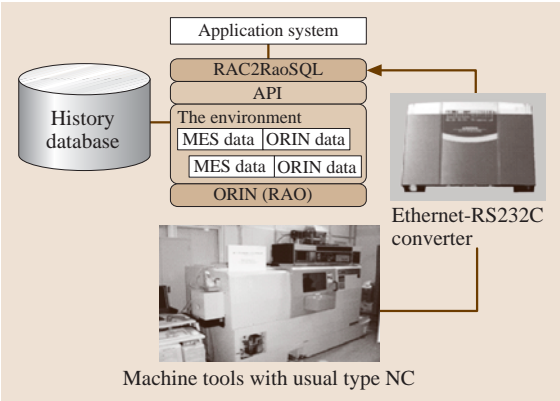 Application system
RAC2RaoSQL
API
The environment
MES data ORIN data
MES data ORIN data
ORIN (RAO)
History
database
Ethernet-RS232C
converter
Machine tools with usual type NC